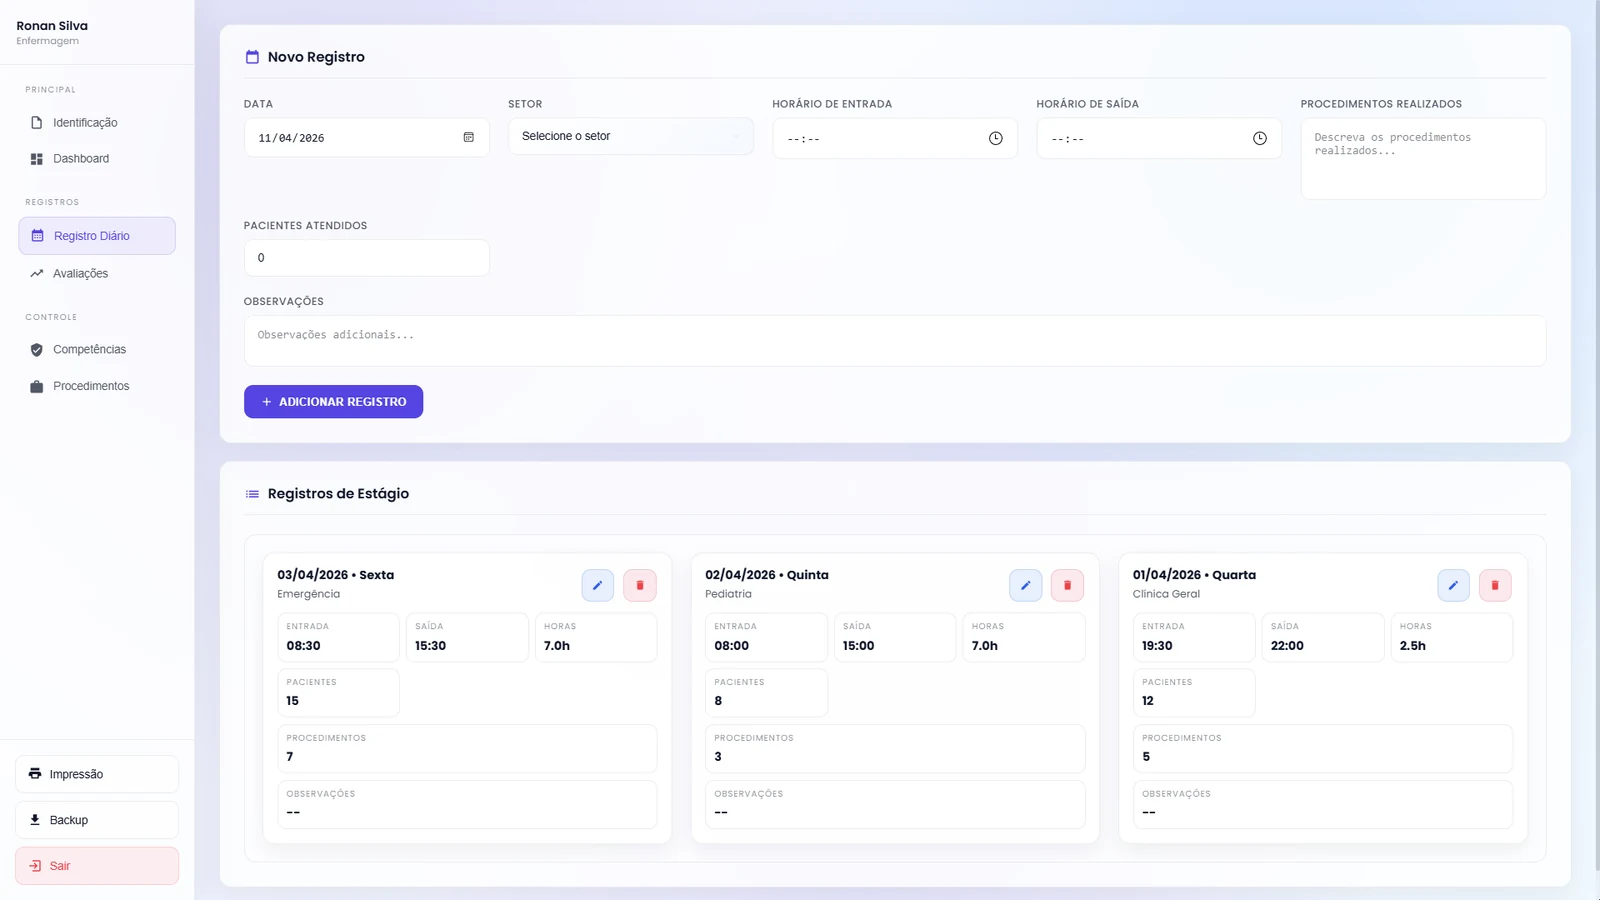 Ronan Silva
Enfermagem
PRINCIPAL
Identificação
Dashboard
REGISTROS
Registro Diário
Avaliações
CONTROLE
Competências
Procedimentos
Impressão
Backup
Sair
Novo Registro
DATA
11/04/2026
SETOR
Selecione o setor
HORÁRIO DE ENTRADA
--:--
HORÁRIO DE SAÍDA
--:--
PROCEDIMENTOS REALIZADOS
Descreva os procedimentos
realizados...
PACIENTES ATENDIDOS
0
OBSERVAÇÕES
Observações adicionais...
+ ADICIONAR REGISTRO
Registros de Estágio
03/04/2026 • Sexta
Emergência
ENTRADA
08:30
SAÍDA
15:30
HORAS
7.0h
PACIENTES
15
PROCEDIMENTOS
7
OBSERVAÇÕES
--
02/04/2026 • Quinta
Pediatria
ENTRADA
08:00
SAÍDA
15:00
HORAS
7.0h
PACIENTES
8
PROCEDIMENTOS
3
OBSERVAÇÕES
--
01/04/2026 • Quarta
Clínica Geral
ENTRADA
19:30
SAÍDA
22:00
HORAS
2.5h
PACIENTES
12
PROCEDIMENTOS
5
OBSERVAÇÕES
--